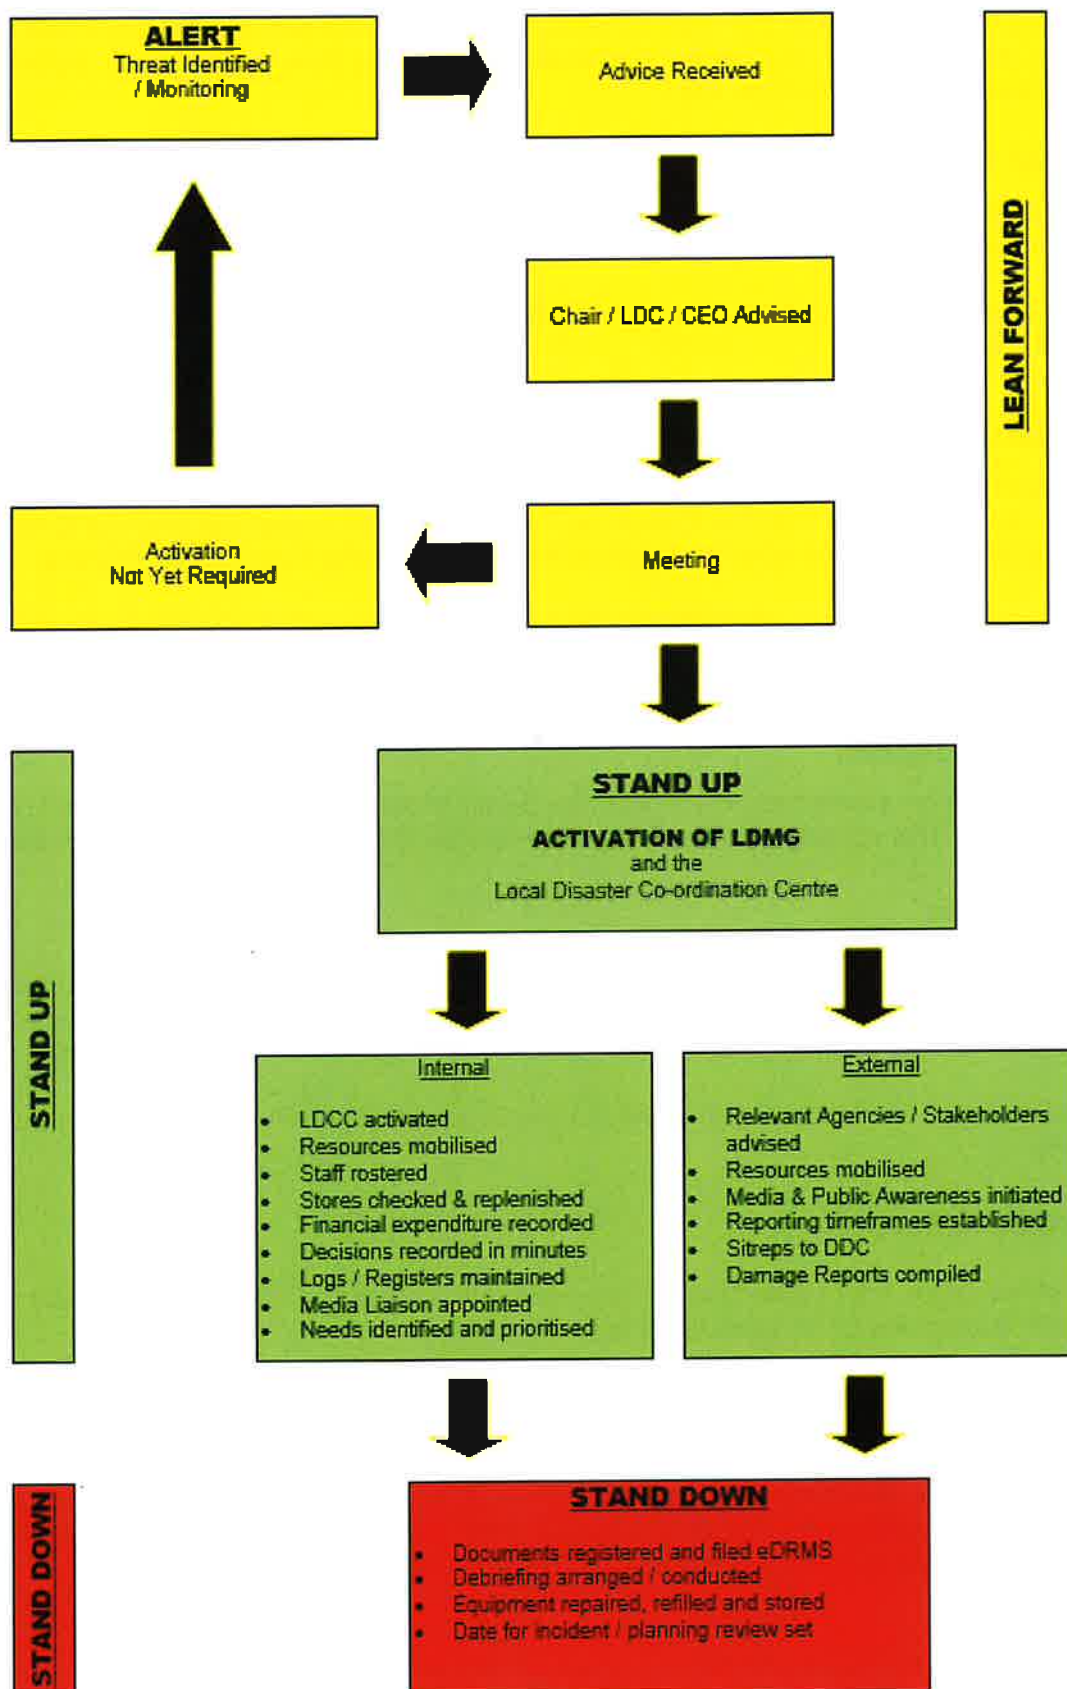 ALERT
Threat Identified
/ Monitoring
Advice Received
Chair / LDC / CEO Advised
LEAN FORWARD
Activation
Not Yet Required
Meeting
STAND UP
STAND UP
ACTIVATION OF LDMG
and the
Local Disaster Co-ordination Centre
Internal
• LDCC activated
• Resources mobilised
• Staff rostered
• Stores checked & replenished
• Financial expenditure recorded
• Decisions recorded in minutes
• Logs / Registers maintained
• Media Liaison appointed
• Needs identified and prioritised
External
• Relevant Agencies / Stakeholders
advised
• Resources mobilised
• Media & Public Awareness initiated
• Reporting timeframes established
• Sitreps to DDC
• Damage Reports compiled
STAND DOWN
STAND DOWN
• Documents registered and filed eDRMS
• Debriefing arranged / conducted
• Equipment repaired, refilled and stored
• Date for incident / planning review set